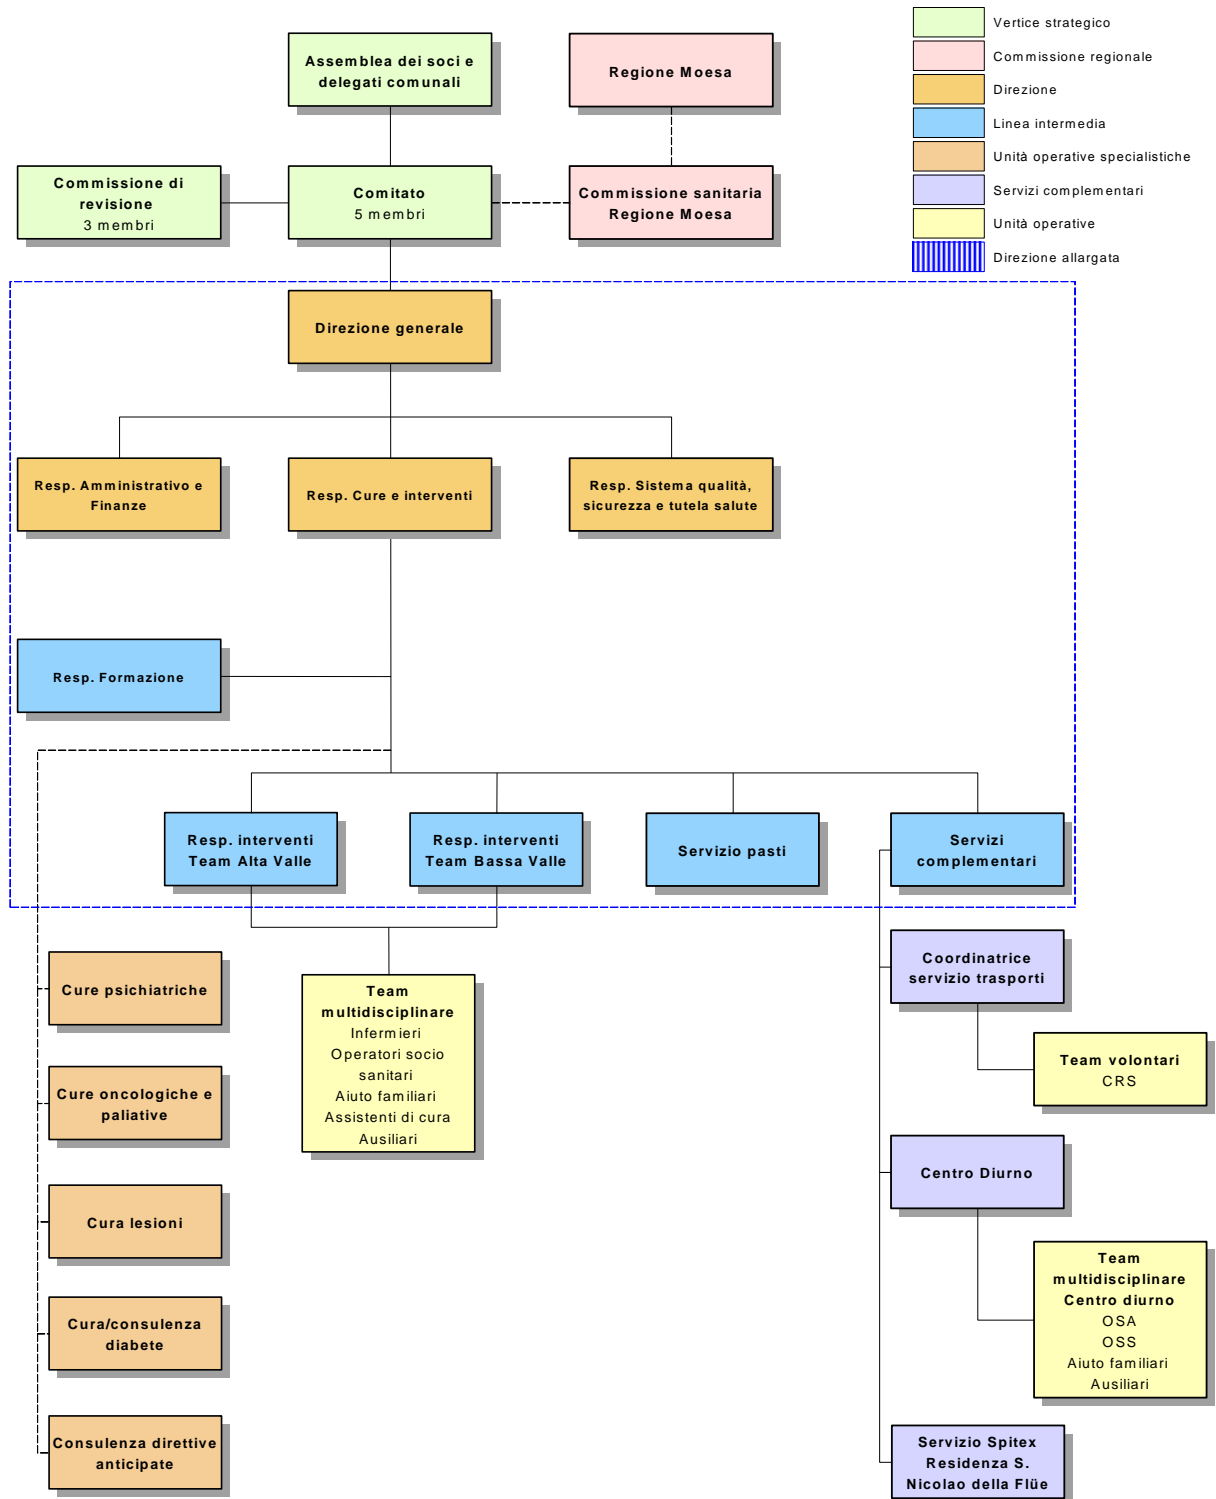 Vertice strategico
Commissione regionale
Direzione
Linea intermedia
Unità operative specialistiche
Servizi complementari
Unità operative
Direzione allargata
Assemblea dei soci e
delegati comunali
Regione Moesa
Commissione di
revisione
3 membri
Comitato
5 membri
Commissione sanitaria
Regione Moesa
Direzione generale
Resp. Amministrativo e
Finanze
Resp. Cure e interventi
Resp. Sistema qualità,
sicurezza e tutela salute
Resp. Formazione
Resp. interventi
Team Alta Valle
Resp. interventi
Team Bassa Valle
Servizio pasti
Servizi
complementari
Cure psichiatriche
Cure oncologiche e
paliative
Cura lesioni
Cura/consulenza
diabete
Consulenza direttive
anticipate
Team
multidisciplinare
Infermieri
Operatori socio
sanitari
Aiuto familiari
Assistenti di cura
Ausiliari
Coordinatrice
servizio trasporti
Team volontari
CRS
Centro Diurno
Team
multidisciplinare
Centro diurno
OSA
OSS
Aiuto familiari
Ausiliari
Servizio Spitex
Residenza S.
Nicolao della Flüe